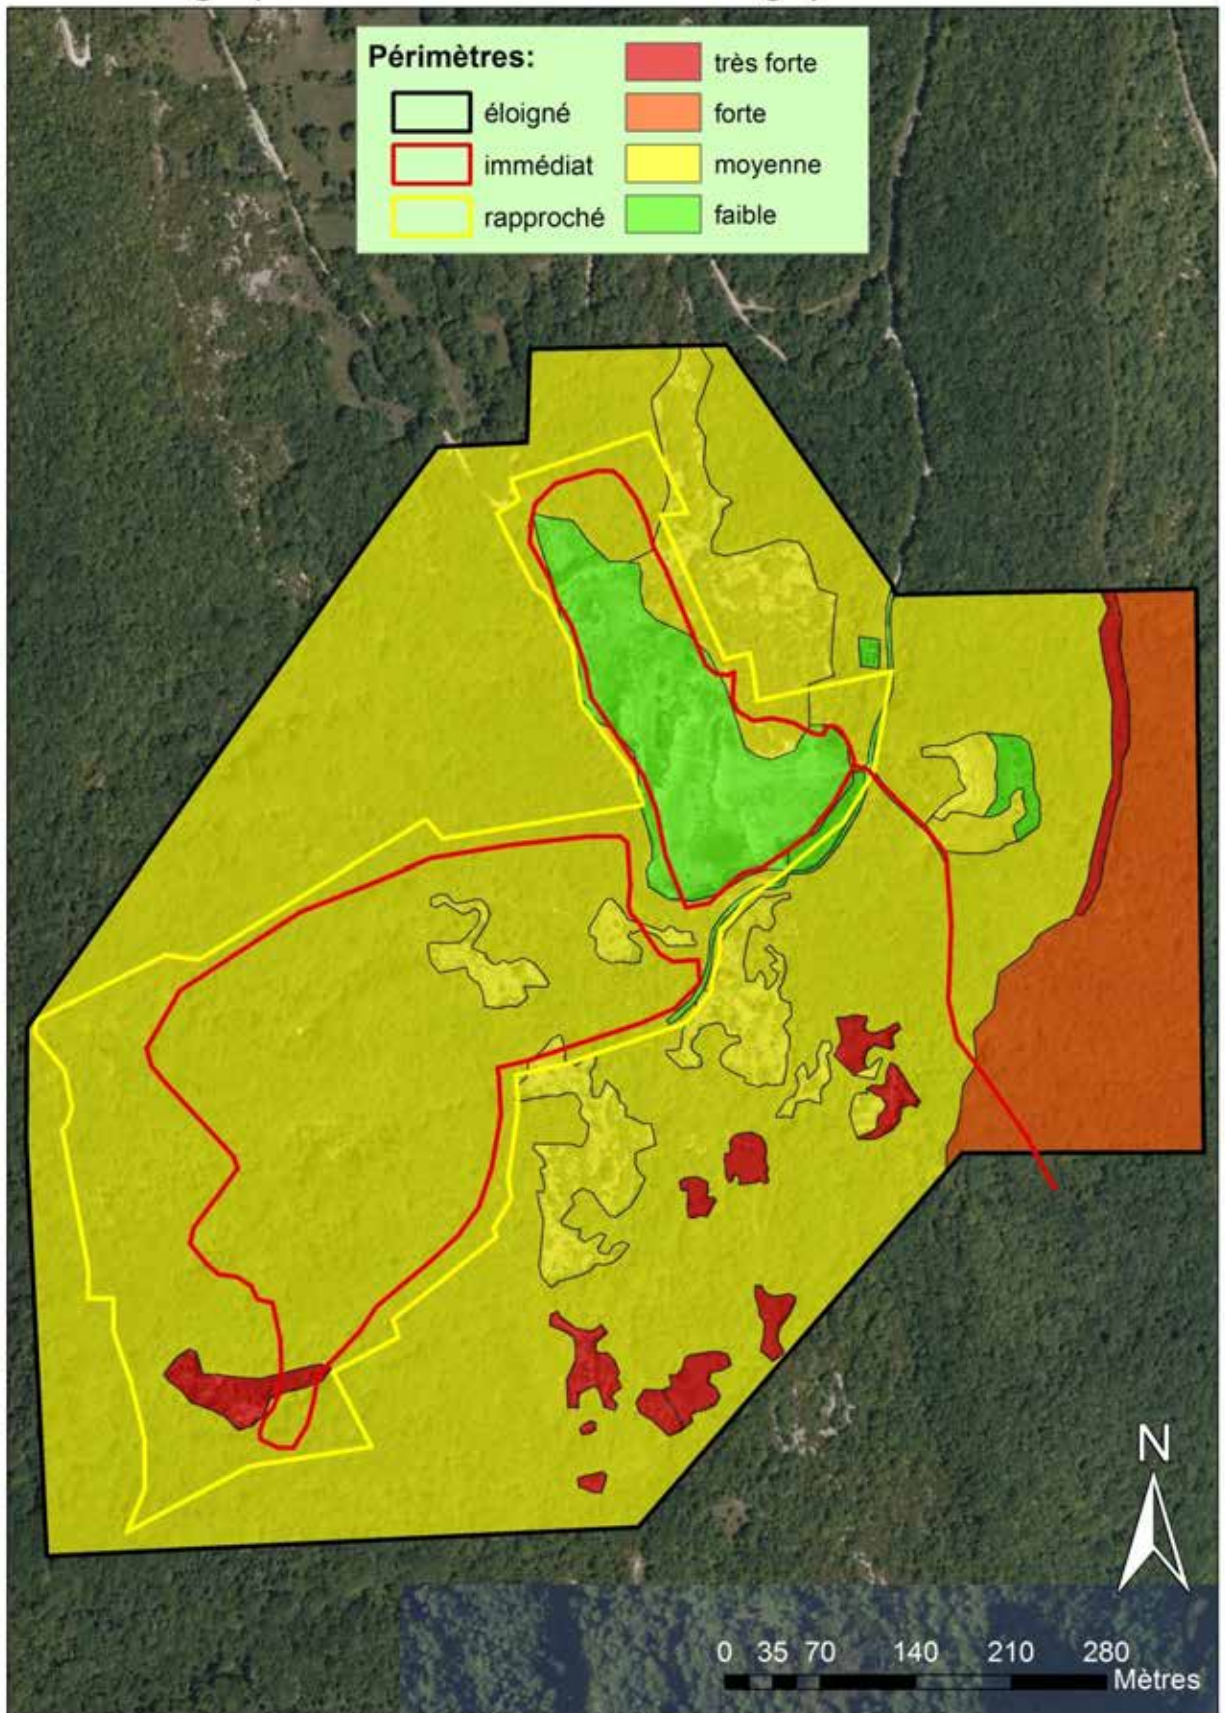 Périmètres:
éloigné
immédiat
rapproché
très forte
forte
moyenne
faible
N
0 35 70 140 210 280
Mètres